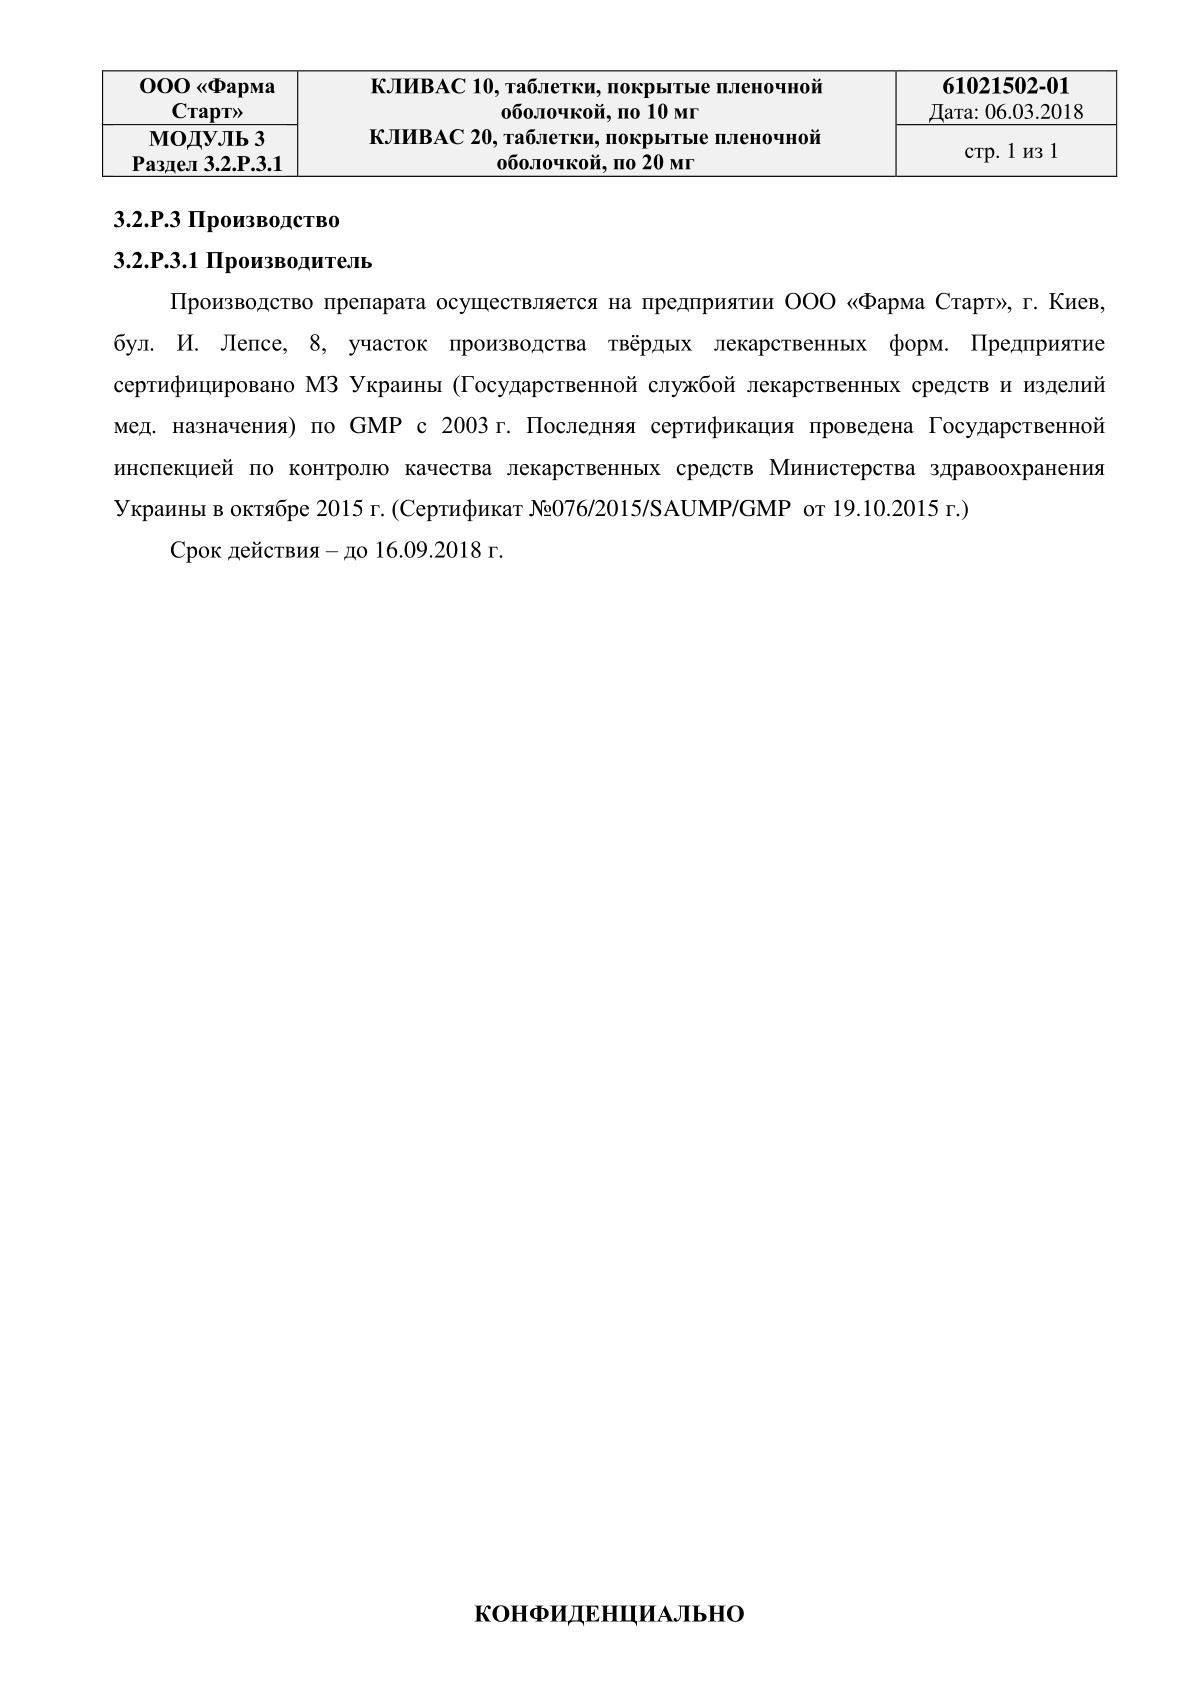 ООО «Фарма
Старт»
МОДУЛЬ 3
Раздел 3.2.P.3.1
КЛИВАС 10, таблетки, покрытые пленочной
оболочкой, по 10 мг
КЛИВАС 20, таблетки, покрытые пленочной
оболочкой, по 20 мг
61021502-01
Дата: 06.03.2018
стр. 1 из 1
3.2.P.3 Производство
3.2.P.3.1 Производитель
Производство препарата осуществляется на предприятии ООО «Фарма Старт», г. Киев,
бул. И. Лепсе, 8, участок производства твёрдых лекарственных форм. Предприятие
сертифицировано МЗ Украины (Государственной службой лекарственных средств и изделий
мед. назначения) по GMP с 2003 г. Последняя сертификация проведена Государственной
инспекцией по контролю качества лекарственных средств Министерства здравоохранения
Украины в октябре 2015 г. (Сертификат №076/2015/SAUMP/GMP от 19.10.2015 г.)
Срок действия – до 16.09.2018 г.
КОНФИДЕНЦИАЛЬНО